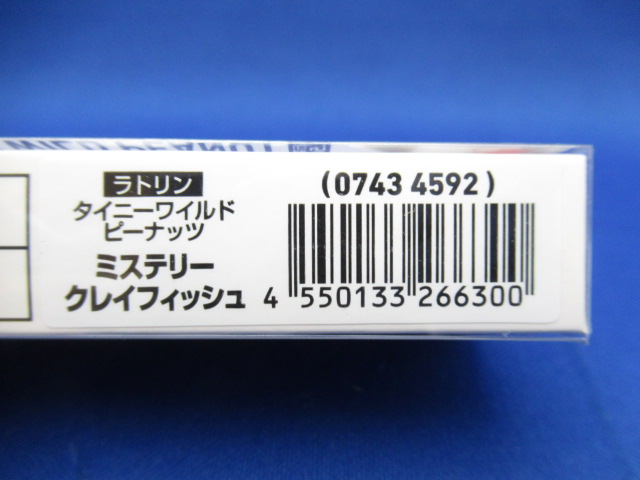 ラトリン
タイニーワイルド
ピーナッツ
ミステリー
クレイフィッシュ
(0743 4592)
4 550133 266300